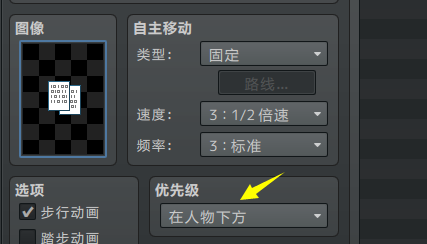 图像
自主移动
类型：
固定
路线...
速度：
3：1/2倍速
频率：
3：标准
选项
优先级
步行动画
在人物下方
踏步动画